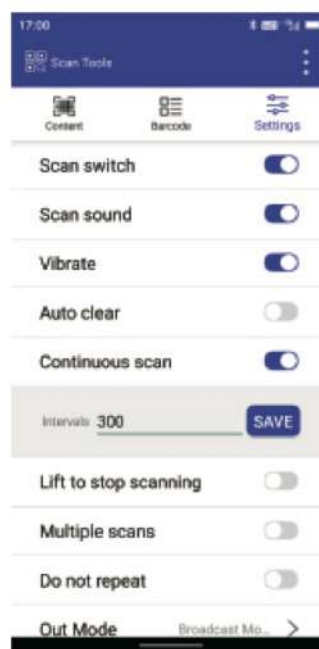 17:00
Scan Tools
Content Barcode Settings
Scan switch
Scan sound
Vibrate
Auto clear
Continuous scan
Intervals 300 SAVE
Lift to stop scanning
Multiple scans
Do not repeat
Out Mode Broadcast Mo...